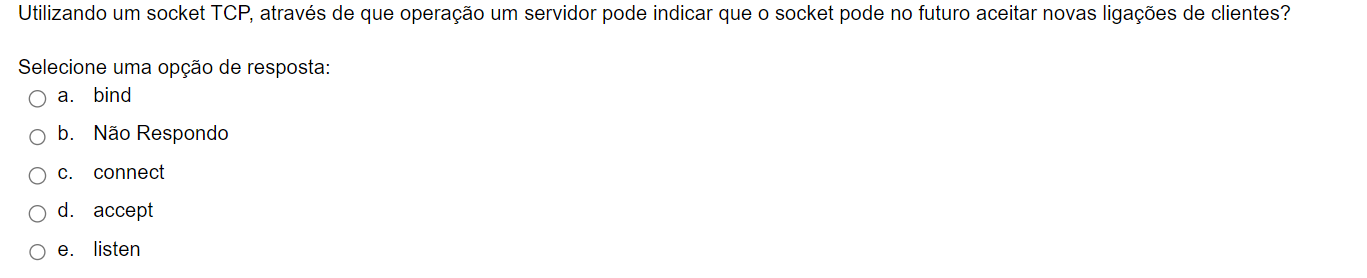 Utilizando um socket TCP, através de que operação um servidor pode indicar que o socket pode no futuro aceitar novas ligações de clientes?
Selecione uma opção de resposta:
a. bind
b. Não Respondo
c. connect
d. accept
e. listen